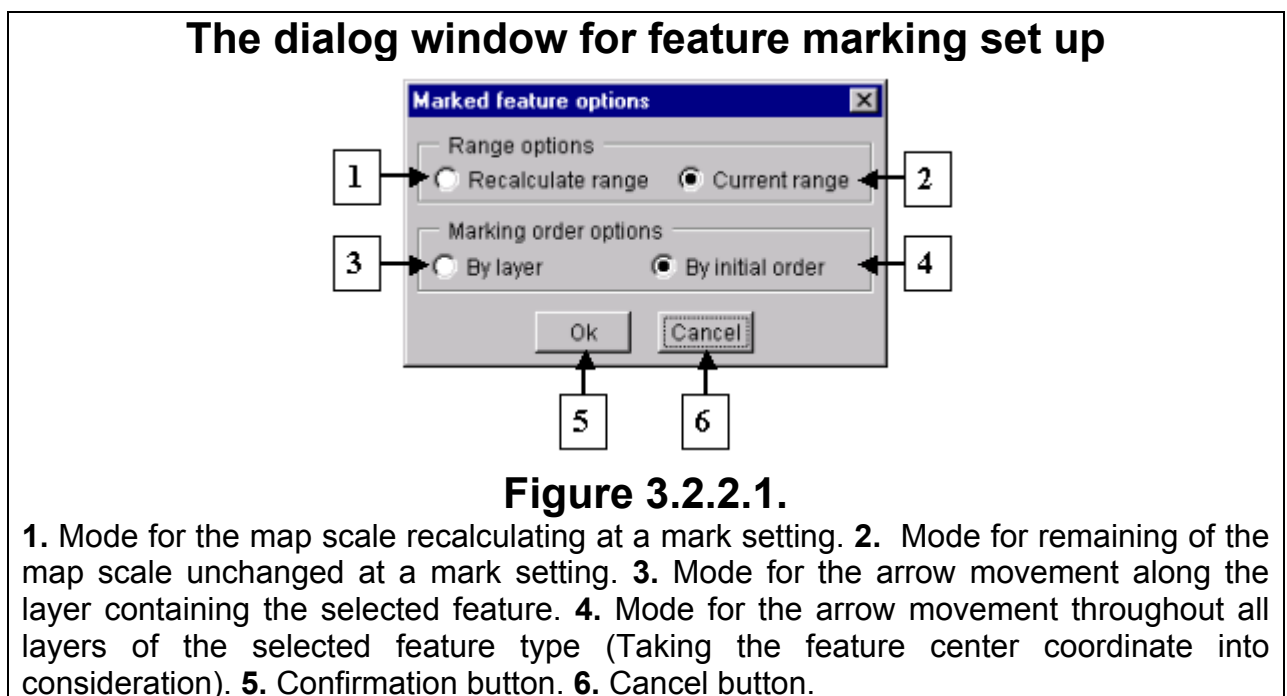 The dialog window for feature marking set up
Marked feature options
Range options
1 Recalculate range Current range 2
Marking order options
3 By layer By initial order 4
Ok Cancel
5 6
Figure 3.2.2.1.
1. Mode for the map scale recalculating at a mark setting. 2. Mode for remaining of the
map scale unchanged at a mark setting. 3. Mode for the arrow movement along the
layer containing the selected feature. 4. Mode for the arrow movement throughout all
layers of the selected feature type (Taking the feature center coordinate into
consideration). 5. Confirmation button. 6. Cancel button.